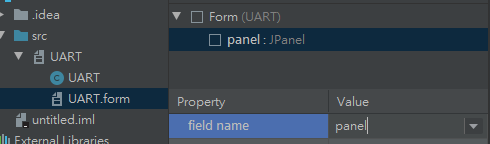 .idea
src
UART
UART
UART.form
untitled.iml
External Libraries
Form (UART)
panel : JPanel
Property Value
field name panel